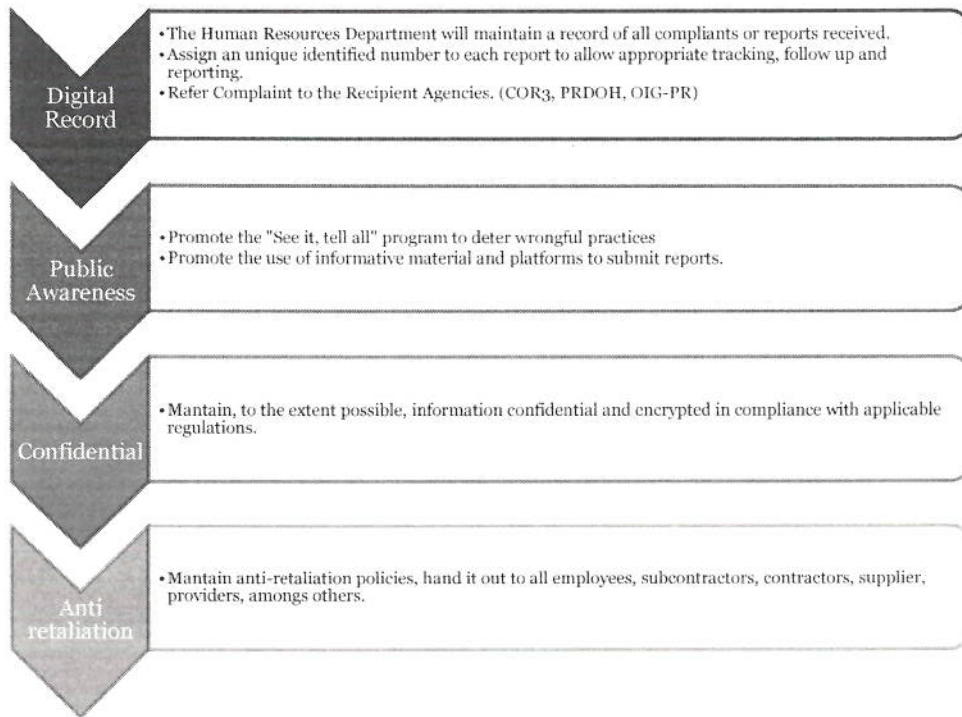 Digital
Record
•The Human Resources Department will maintain a record of all compliants or reports received.
•Assign an unique identified number to each report to allow appropriate tracking, follow up and
reporting.
•Refer Complaint to the Recipient Agencies. (COR3, PRDOH, OIG-PR)
Public
Awareness
•Promote the "See it, tell all" program to deter wrongful practices
•Promote the use of informative material and platforms to submit reports.
Confidential
•Mantain, to the extent possible, information confidential and encrypted in compliance with applicable
regulations.
Anti
retaliation
•Mantain anti-retaliation policies, hand it out to all employees, subcontractors, contractors, supplier,
providers, amongs others.